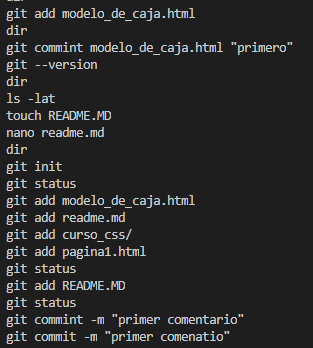 git add modelo_de_caja.html
dir
git commint modelo_de_caja.html "primero"
git --version
dir
ls -lat
touch README.MD
nano readme.md
dir
git init
git status
git add modelo_de_caja.html
git add readme.md
git add curso_css/
git add pagina1.html
git status
git add README.MD
git status
git commint -m "primer comentario"
git commit -m "primer comenatio"